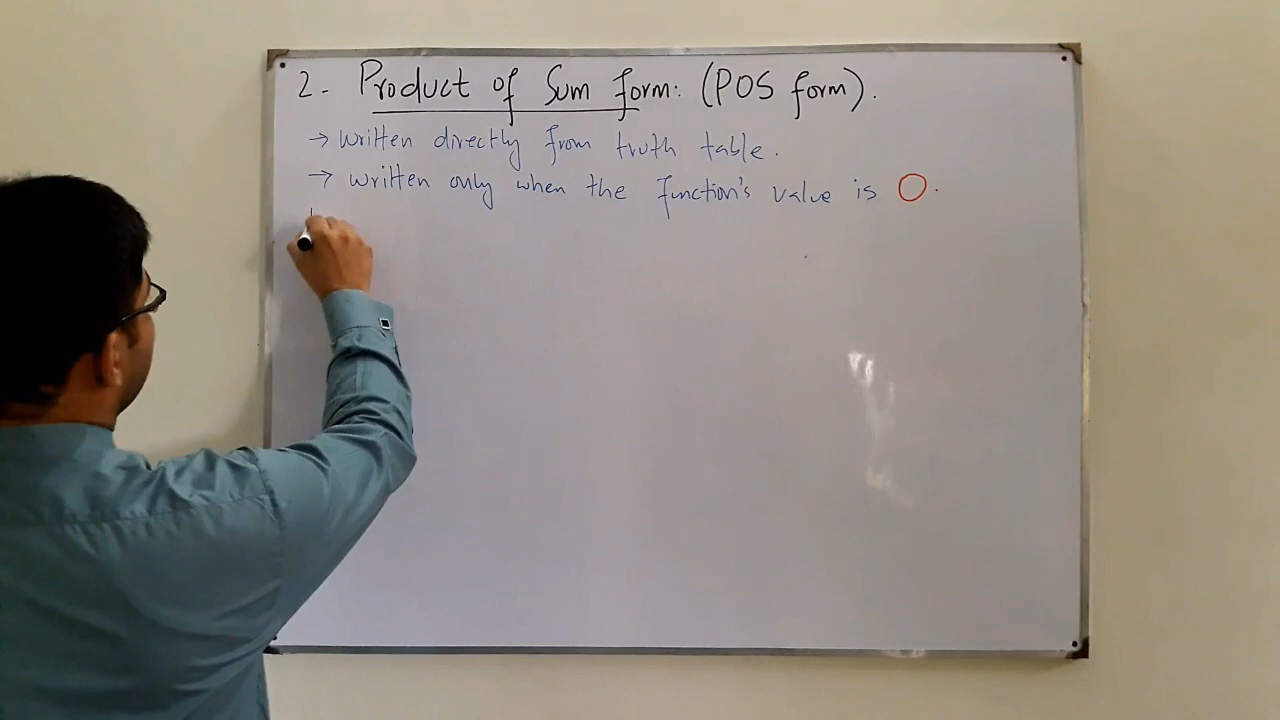 2. Product of Sum form: (POS form).
→ written directly from truth table.
→ written only when the function's value is 0.